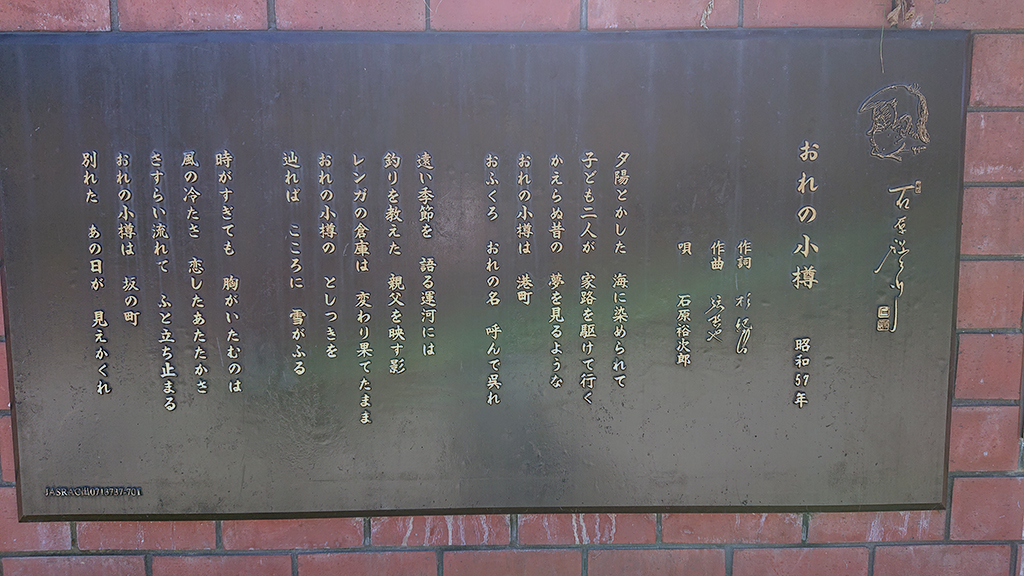 おれの小樽　昭和57年
作詞
作曲
唄　石原裕次郎
夕陽とかした　海に染められて
子ども二人が　家路を駆けて行く
かえらぬ昔の　夢を見るような
おれの小樽は　港町
おふくろ　おれの名　呼んで呉れ
遠い季節を　語る運河には
釣りを教えた　親父を映す影
レンガの倉庫は　変わり果てたまま
おれの小樽の　としつきを
辿れば　こころに　雪がふる
時がすぎても　胸がいたむのは
風の冷たさ　恋したあたたかさ
さすらい流れて　ふと立ち止まる
おれの小樽は　坂の町
別れた　あの日が　見えかくれ